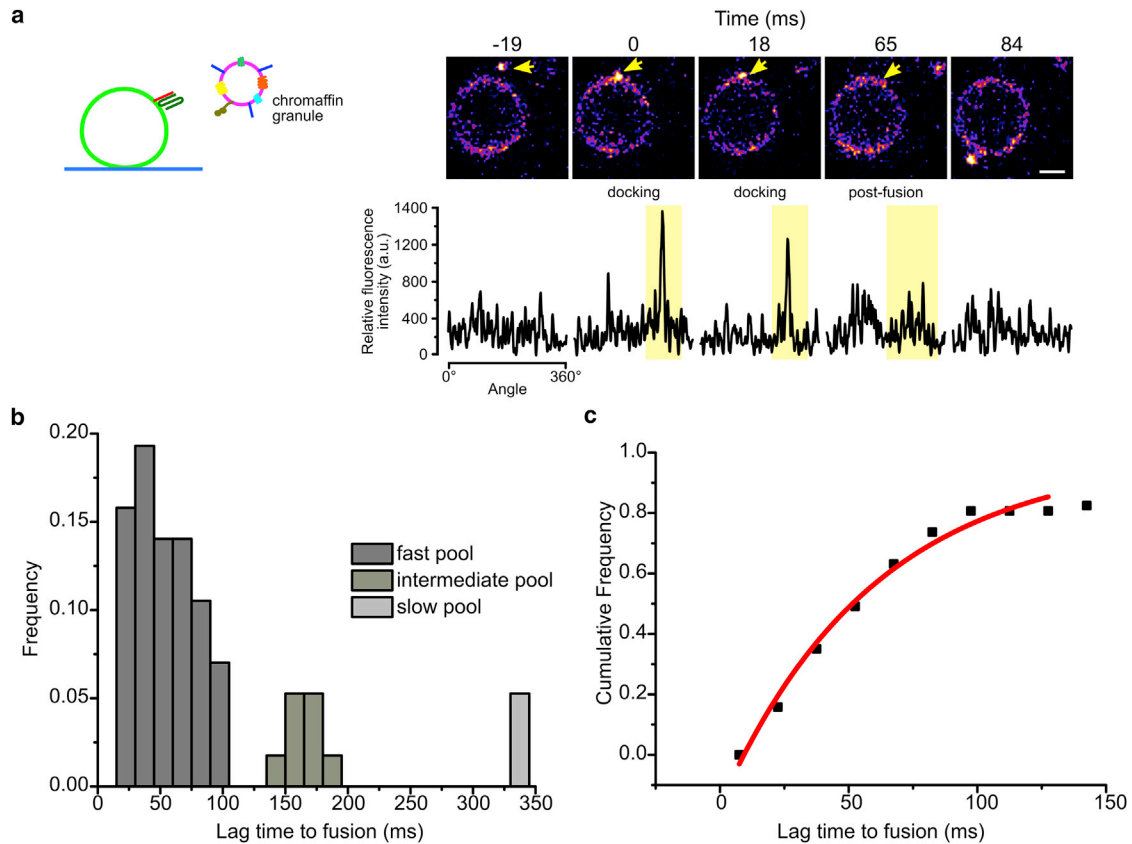 a
chromaffin
granule
Time (ms)
-19 0 18 65 84
docking docking post-fusion
Relative fluorescence
intensity (a.u.)
1400
1200
800
400
0
0° 360°
Angle
b
Frequency
0.20
0.15
0.10
0.05
0.00
0 50 100 150 200 250 300 350
Lag time to fusion (ms)
fast pool
intermediate pool
slow pool
c
Cumulative Frequency
1.0
0.8
0.6
0.4
0.2
0.0
0 50 100 150
Lag time to fusion (ms)